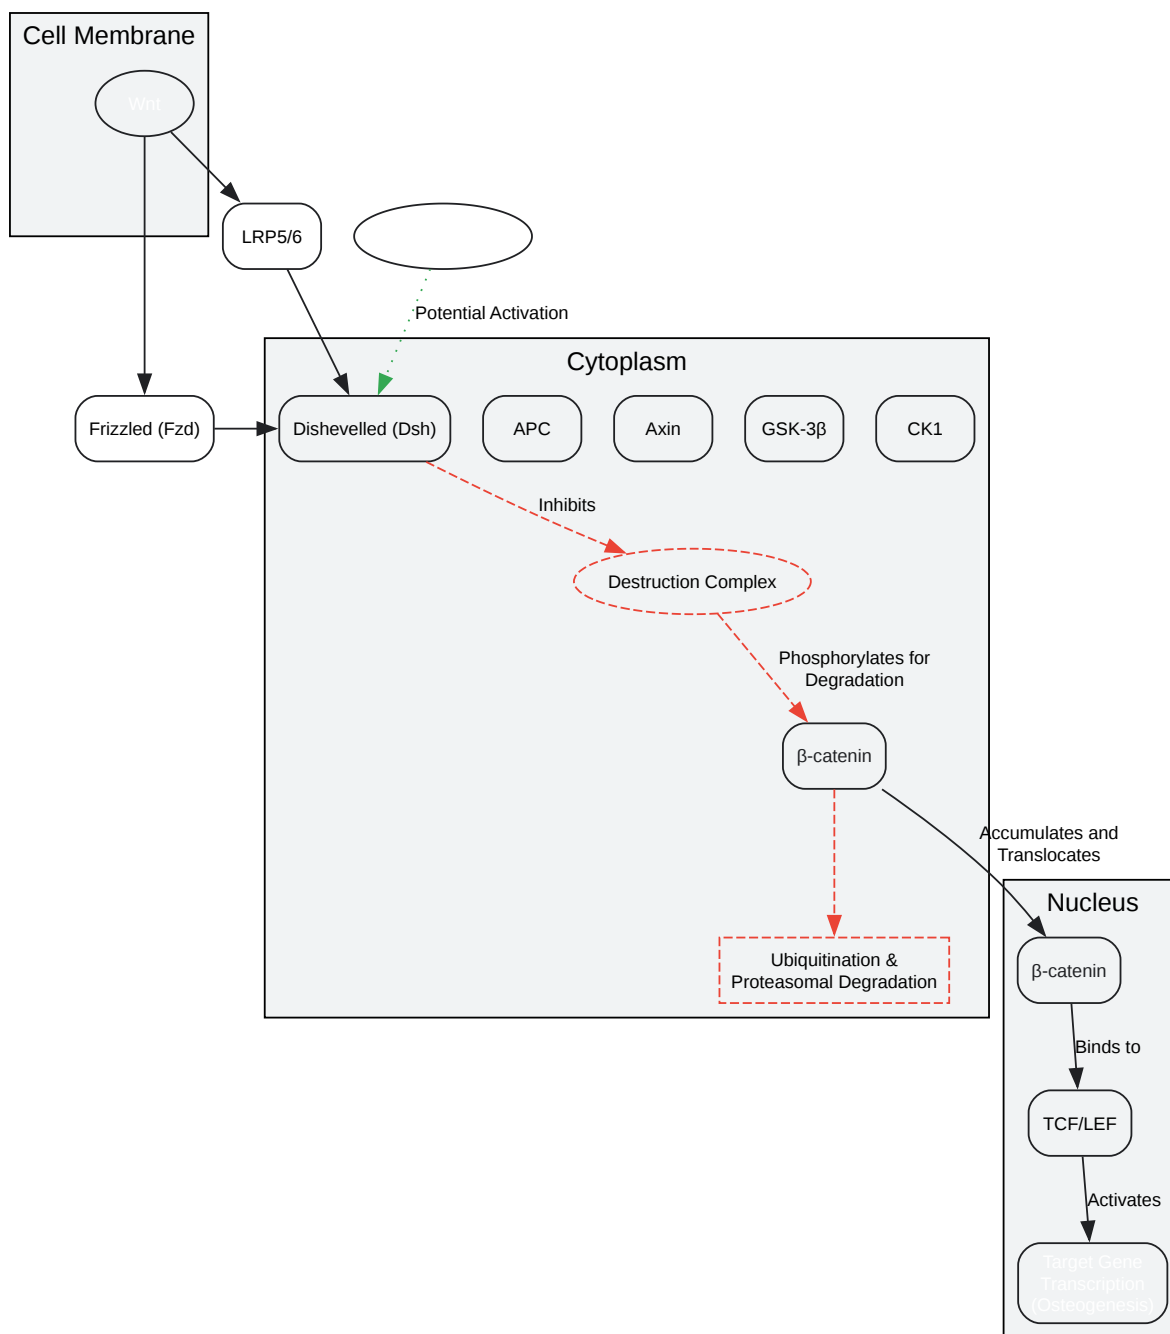 Cell Membrane
Wnt
LRP5/6
Potential Activation
Cytoplasm
Frizzled (Fzd)
Dishevelled (Dsh)
APC
Axin
GSK-3β
CK1
Inhibits
Destruction Complex
Phosphorylates for
Degradation
β-catenin
Accumulates and
Translocates
Nucleus
Ubiquitination &
Proteasomal Degradation
β-catenin
Binds to
TCF/LEF
Activates
Target Gene
Transcription
(Osteogenesis)